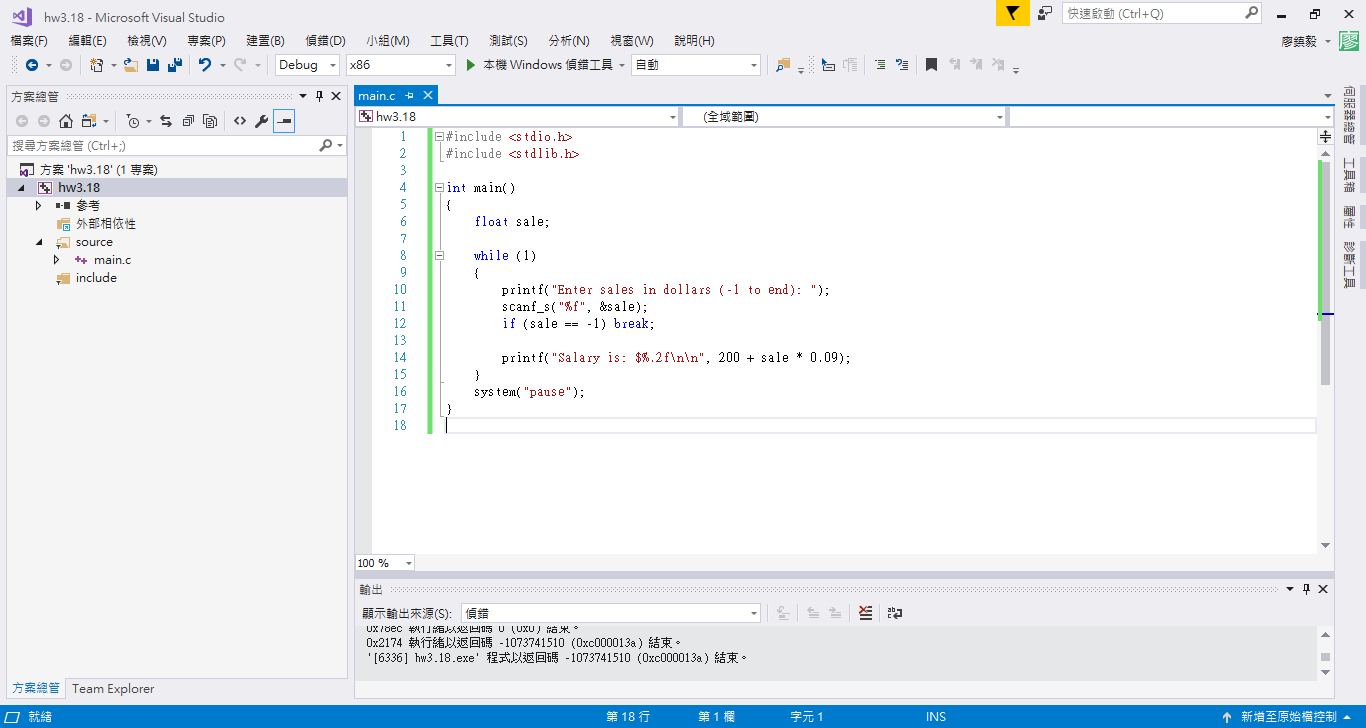 hw3.18 - Microsoft Visual Studio
快速啟動 (Ctrl+Q)
檔案(F) 編輯(E) 檢視(V) 專案(P) 建置(B) 偵錯(D) 小組(M) 工具(T) 測試(S) 分析(N) 視窗(W) 說明(H)
廖鎮毅 廖
Debug x86 本機 Windows 偵錯工具 自動
方案總管
搜尋方案總管 (Ctrl+;)
方案 'hw3.18' (1 專案)
hw3.18
參考
外部相依性
source
main.c
include
方案總管 Team Explorer
main.c
hw3.18 (全域範圍)
1 #include <stdio.h>
2 #include <stdlib.h>
3
4 int main()
5 {
6 float sale;
7
8 while (1)
9 {
10 printf("Enter sales in dollars (-1 to end): ");
11 scanf_s("%f", &sale);
12 if (sale == -1) break;
13
14 printf("Salary is: $%.2f\n\n", 200 + sale * 0.09);
15 }
16 system("pause");
17 }
18
100 %
輸出
顯示輸出來源(S): 偵錯
0x78ec 執行緒以返回碼 0 (0x0) 結束。
0x2174 執行緒以返回碼 -1073741510 (0xc000013a) 結束。
'[6336] hw3.18.exe' 程式以返回碼 -1073741510 (0xc000013a) 結束。
伺服器總管
工具箱
屬性
診斷工具
就緒 第 18 行 第 1 欄 字元 1 INS 新增至原始檔控制